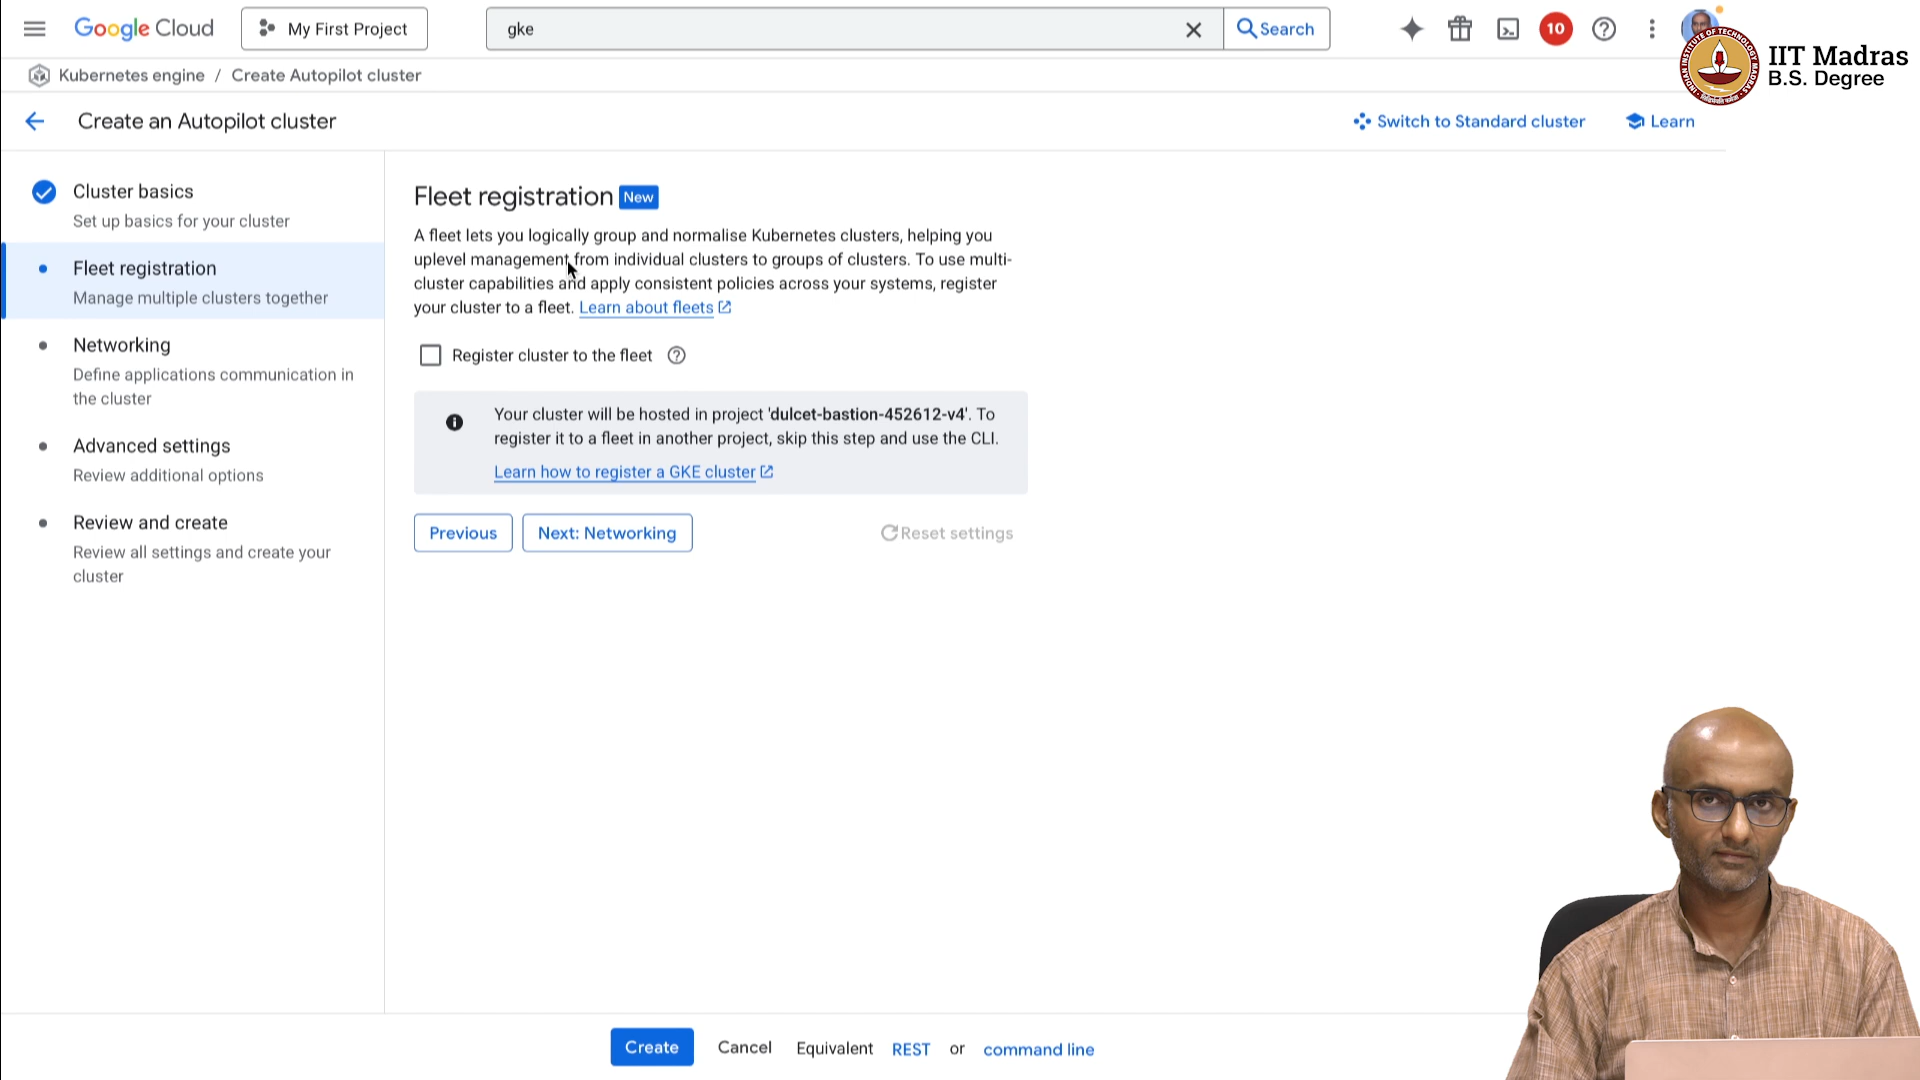 Google Cloud
My First Project
gke
Search
10
IIT Madras
B.S. Degree
Kubernetes engine / Create Autopilot cluster
Create an Autopilot cluster
Switch to Standard cluster
Learn
Cluster basics
Set up basics for your cluster
Fleet registration
Manage multiple clusters together
Networking
Define applications communication in
the cluster
Advanced settings
Review additional options
Review and create
Review all settings and create your
cluster
Fleet registration New
A fleet lets you logically group and normalise Kubernetes clusters, helping you
uplevel management from individual clusters to groups of clusters. To use multi-
cluster capabilities and apply consistent policies across your systems, register
your cluster to a fleet. Learn about fleets
Register cluster to the fleet
Your cluster will be hosted in project 'dulcet-bastion-452612-v4'. To
register it to a fleet in another project, skip this step and use the CLI.
Learn how to register a GKE cluster
Previous
Next: Networking
Reset settings
Create
Cancel
Equivalent REST or command line